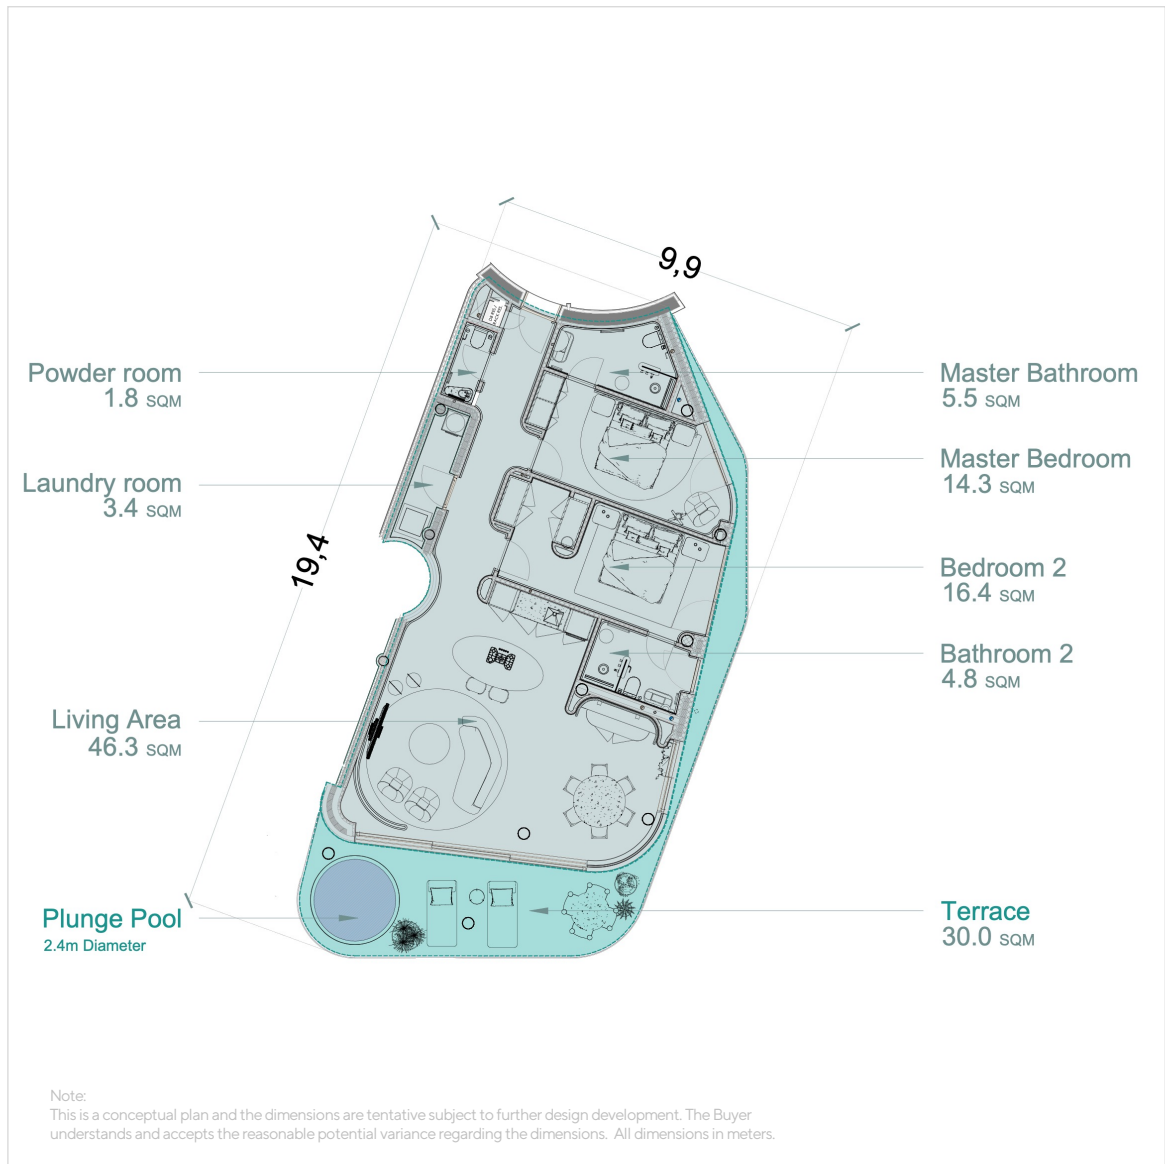 9,9
19,4
Powder room
1.8 SQM
Laundry room
3.4 SQM
Living Area
46.3 SQM
Plunge Pool
2.4m Diameter
Master Bathroom
5.5 SQM
Master Bedroom
14.3 SQM
Bedroom 2
16.4 SQM
Bathroom 2
4.8 SQM
Terrace
30.0 SQM
Note:
This is a conceptual plan and the dimensions are tentative subject to further design development. The Buyer
understands and accepts the reasonable potential variance regarding the dimensions. All dimensions in meters.